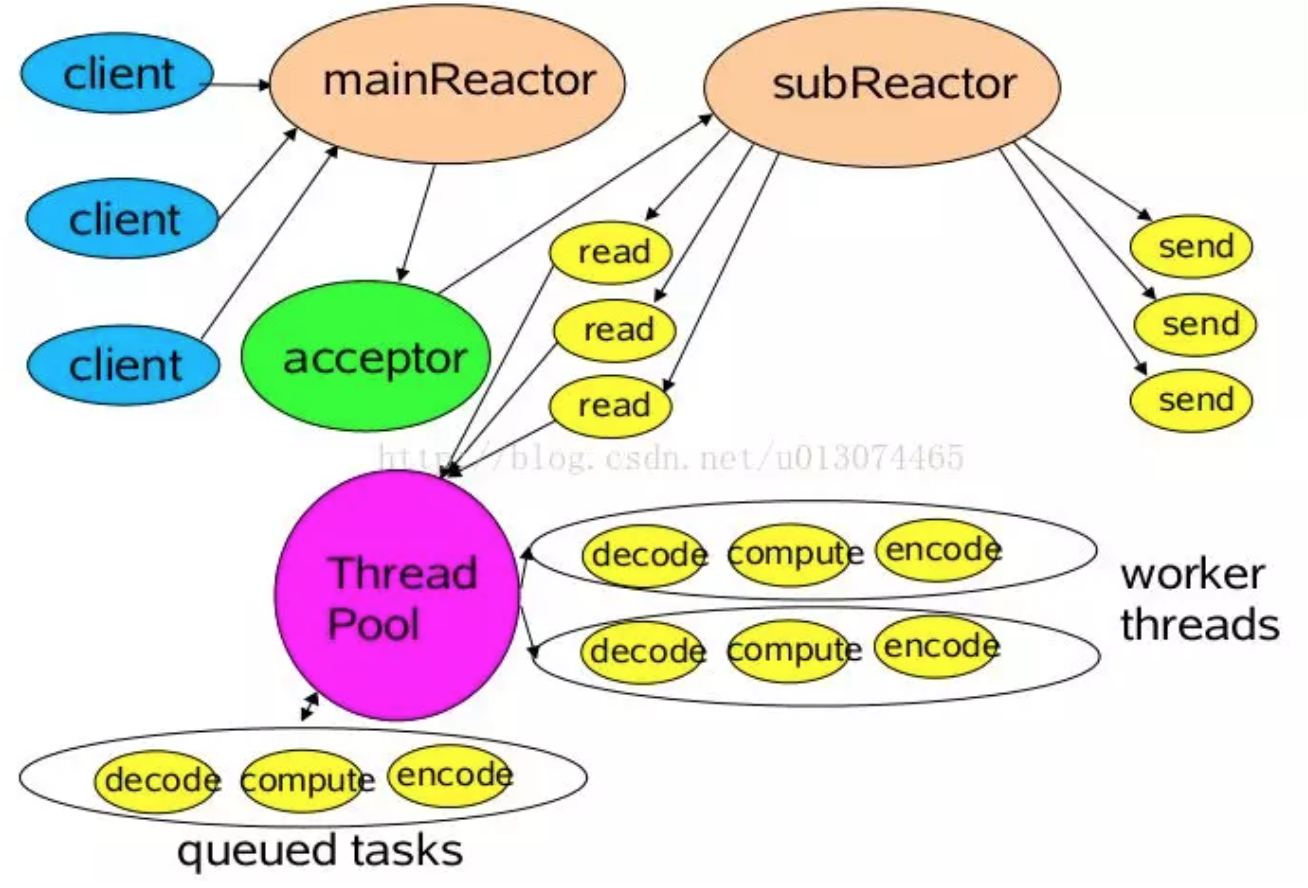 client
mainReactor
subReactor
client
read
send
read
send
client
acceptor
read
send
http://blog.csdn.net/u013074465
decode compute encode
Thread
Pool
worker
threads
decode compute encode
decode compute encode
queued tasks